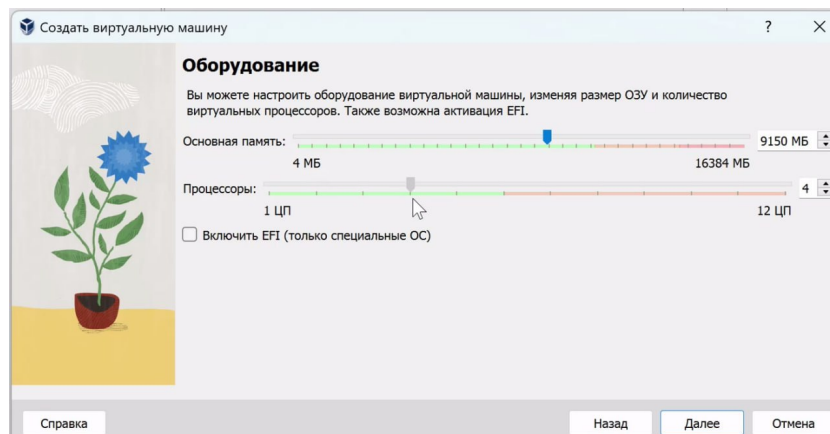 Создать виртуальную машину
?
Оборудование
Вы можете настроить оборудование виртуальной машины, изменяя размер ОЗУ и количество
виртуальных процессоров. Также возможна активация EFI.
Основная память: 9150 МБ
4 МБ 16384 МБ
Процессоры: 4
1 ЦП 12 ЦП
Включить EFI (только специальные ОС)
Справка Назад Далее Отмена